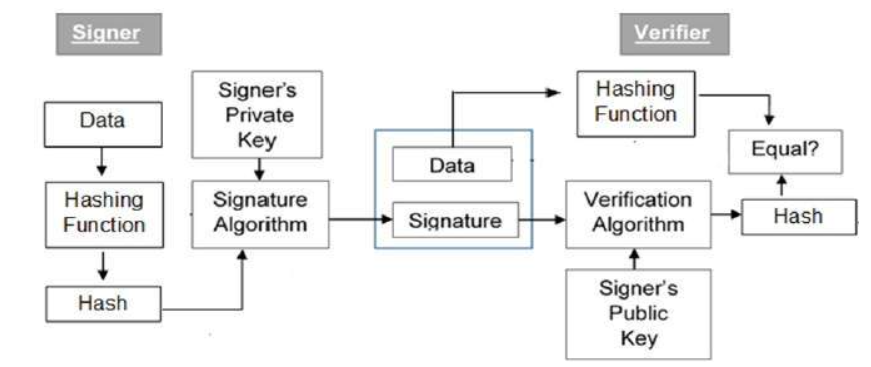 Signer
Verifier
Data
Hashing
Function
Hash
Signer's
Private
Key
Signature
Algorithm
Data
Signature
Hashing
Function
Equal?
Verification
Algorithm
Hash
Signer's
Public
Key